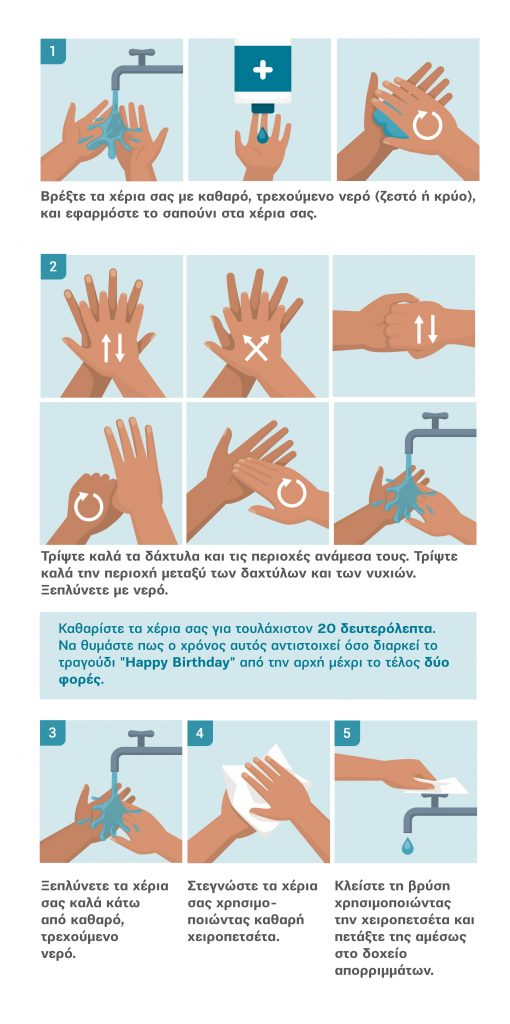 1
Βρέξτε τα χέρια σας με καθαρό, τρεχούμενο νερό (ζεστό ή κρύο),
και εφαρμόστε το σαπούνι στα χέρια σας.
2
Τρίψτε καλά τα δάχτυλα και τις περιοχές ανάμεσα τους. Τρίψτε
καλά την περιοχή μεταξύ των δαχτύλων και των νυχιών.
Ξεπλύνετε με νερό.
Καθαρίστε τα χέρια σας για τουλάχιστον 20 δευτερόλεπτα.
Να θυμάστε πως ο χρόνος αυτός αντιστοιχεί όσο διαρκεί το
τραγούδι "Happy Birthday" από την αρχή μέχρι το τέλος δύο
φορές.
3
Ξεπλύνετε τα χέρια
σας καλά κάτω
από καθαρό,
τρεχούμενο
νερό.
4
Στεγνώστε τα χέρια
σας χρησιμο-
ποιώντας καθαρή
χειροπετσέτα.
5
Κλείστε τη βρύση
χρησιμοποιώντας
την χειροπετσέτα και
πετάξτε της αμέσως
στο δοχείο
απορριμμάτων.